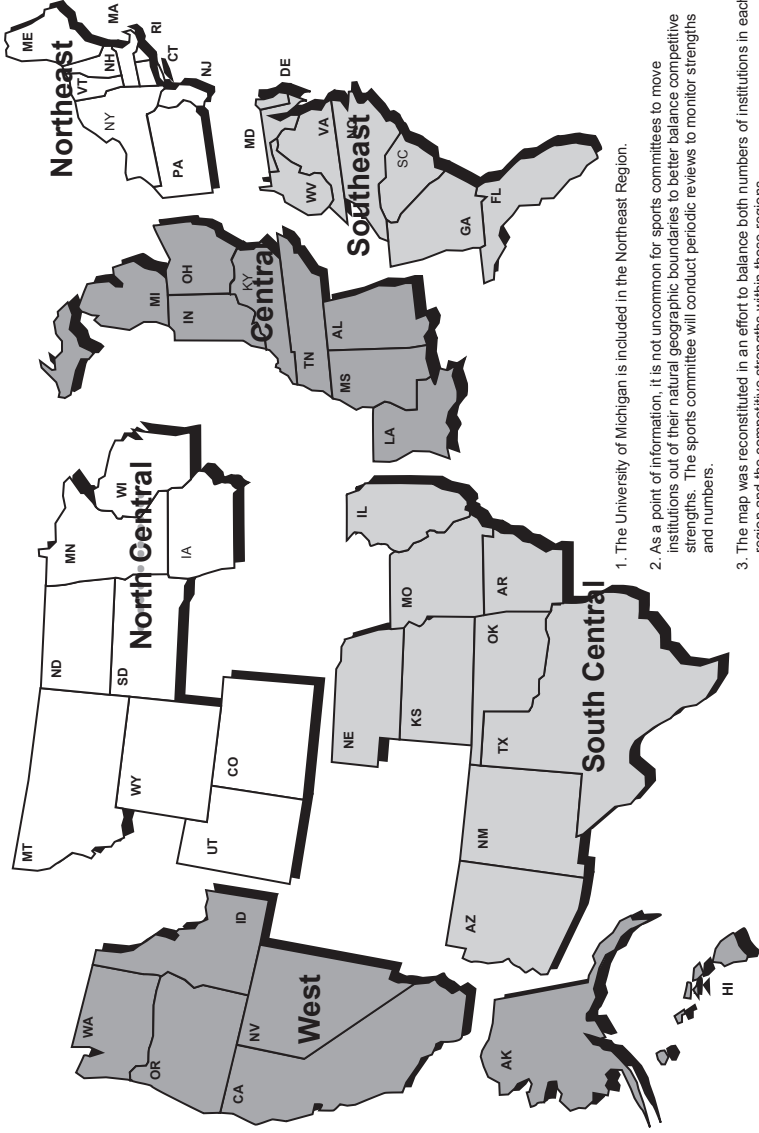 Northeast
ME
VT
NH
MA
RI
CT
NY
NJ
PA
Southeast
MD
DE
WV
VA
NC
SC
GA
FL
Central
MI
OH
IN
KY
TN
AL
MS
LA
North Central
MN
WI
IA
ND
SD
MT
WY
UT
CO
South Central
IL
MO
AR
NE
KS
OK
TX
NM
AZ
West
WA
OR
ID
NV
CA
AK
HI
1. The University of Michigan is included in the Northeast Region.
2. As a point of information, it is not uncommon for sports committees to move
institutions out of their natural geographic boundaries to better balance competitive
strengths. The sports committee will conduct periodic reviews to monitor strengths
and numbers.
3. The map was reconstituted in an effort to balance both numbers of institutions in each
region and the competitive strengths within those regions.